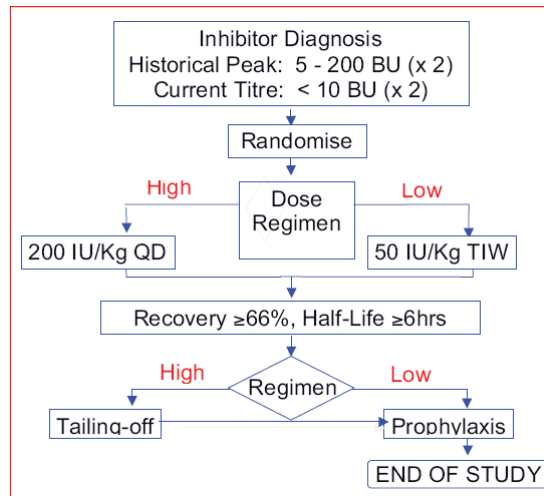 Inhibitor Diagnosis
Historical Peak: 5 - 200 BU (x 2)
Current Titre: < 10 BU (x 2)
Randomise
High
Dose
Regimen
Low
200 IU/Kg QD
50 IU/Kg TIW
Recovery ≥66%, Half-Life ≥6hrs
High
Regimen
Low
Tailing-off
Prophylaxis
END OF STUDY